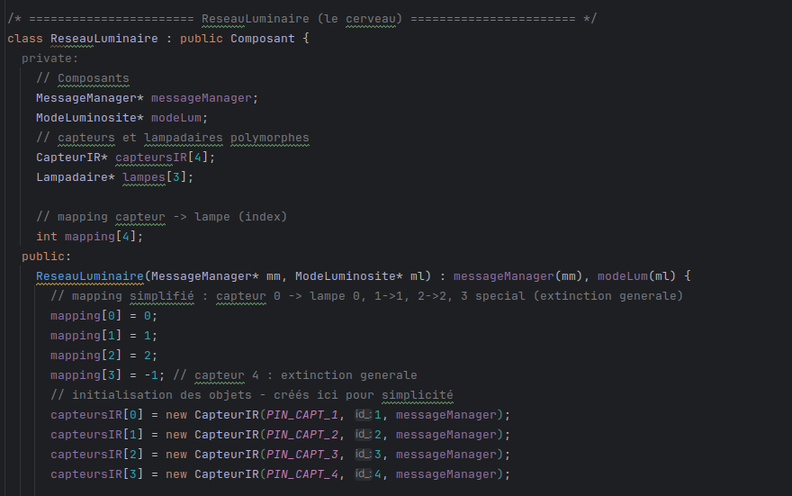 /* ======================= ReseauLuminaire (le cerveau) ======================= */
class ReseauLuminaire : public Composant {
private:
// Composants
MessageManager* messageManager;
ModeLuminosite* modeLum;
// capteurs et lampadaires polymorphes
CapteurIR* capteursIR[4];
Lampadaire* lampes[3];
// mapping capteur -> lampe (index)
int mapping[4];
public:
ReseauLuminaire(MessageManager* mm, ModeLuminosite* ml) : messageManager(mm), modeLum(ml) {
// mapping simplifié : capteur 0 -> lampe 0, 1->1, 2->2, 3 special (extinction generale)
mapping[0] = 0;
mapping[1] = 1;
mapping[2] = 2;
mapping[3] = -1; // capteur 4 : extinction generale
// initialisation des objets - créés ici pour simplicité
capteursIR[0] = new CapteurIR(PIN_CAPT_1, id_: 1, messageManager);
capteursIR[1] = new CapteurIR(PIN_CAPT_2, id_: 2, messageManager);
capteursIR[2] = new CapteurIR(PIN_CAPT_3, id_: 3, messageManager);
capteursIR[3] = new CapteurIR(PIN_CAPT_4, id_: 4, messageManager);